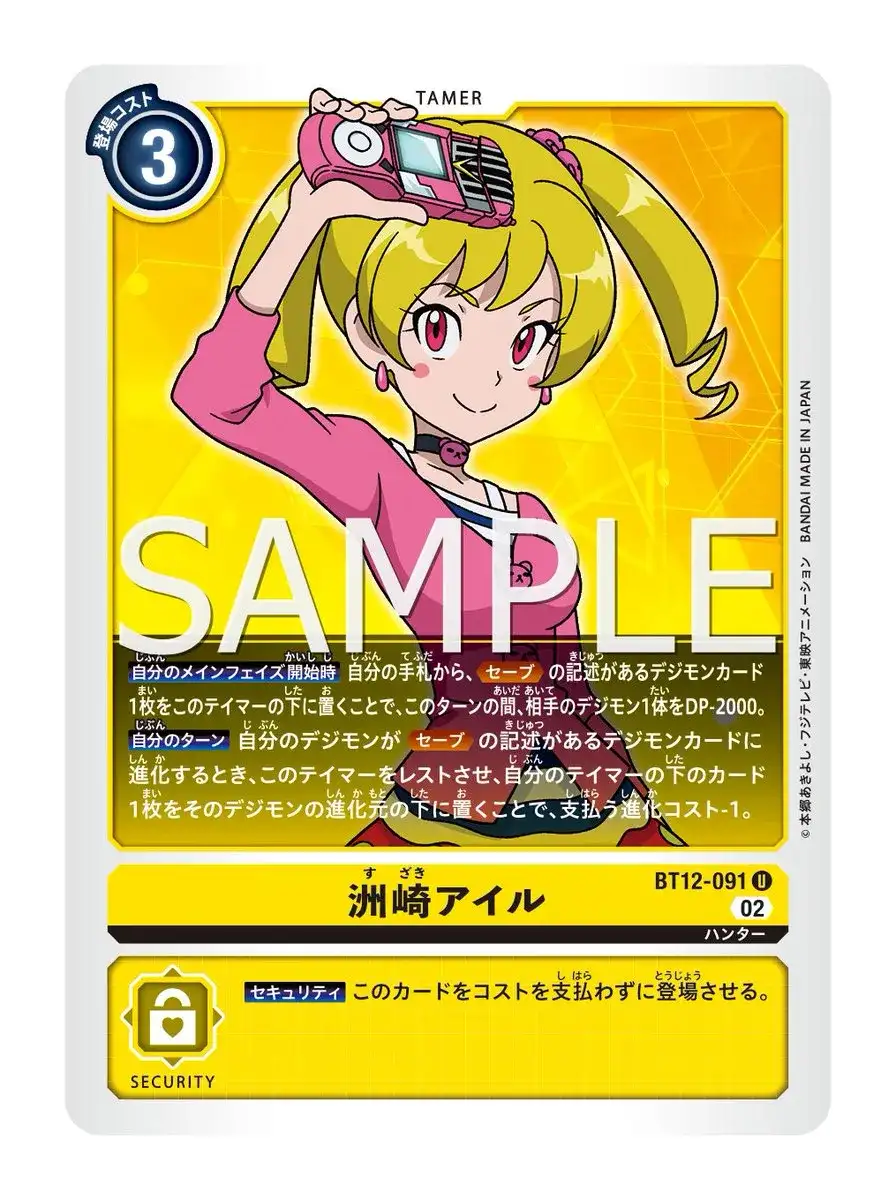 TAMER
登場コスト
3
SAMPLE
自分のメインフェイズ開始時 自分の手札から、セーブ の記述があるデジモンカード
1枚をこのテイマーの下に置くことで、このターンの間、相手のデジモン1体をDP-2000。
自分のターン 自分のデジモンが セーブ の記述があるデジモンカードに
進化するとき、このテイマーをレストさせ、自分のテイマーの下のカード
1枚をそのデジモンの進化元の下に置くことで、支払う進化コスト-1。
© 本郷あきよし・フジテレビ・東映アニメーション BANDAI MADE IN JAPAN
す ざき
洲崎アイル
BT12-091 U
02
ハンター
セキュリティ このカードをコストを支払わずに登場させる。
SECURITY